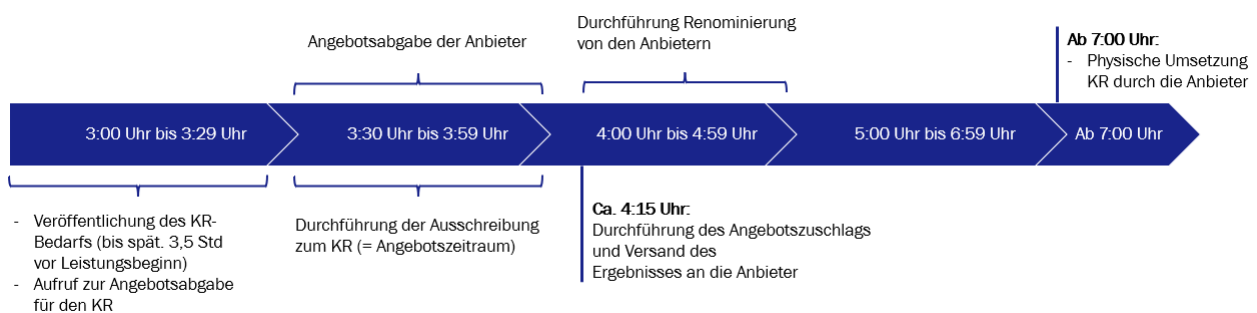 Angebotsabgabe der Anbieter
Durchführung Renominierung
von den Anbietern
Ab 7:00 Uhr:
- Physische Umsetzung
KR durch die Anbieter
3:00 Uhr bis 3:29 Uhr
3:30 Uhr bis 3:59 Uhr
4:00 Uhr bis 4:59 Uhr
5:00 Uhr bis 6:59 Uhr
Ab 7:00 Uhr
- Veröffentlichung des KR-
Bedarfs (bis spät. 3,5 Std
vor Leistungsbeginn)
- Aufruf zur Angebotsabgabe
für den KR
Durchführung der Ausschreibung
zum KR (= Angebotszeitraum)
Ca. 4:15 Uhr:
Durchführung des Angebotszuschlags
und Versand des
Ergebnisses an die Anbieter